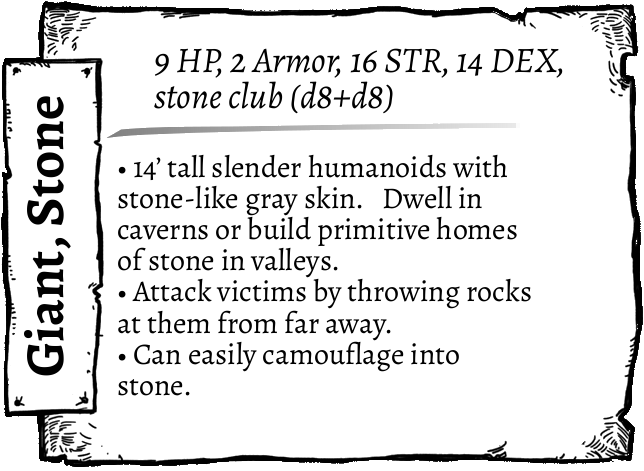 Giant, Stone
9 HP, 2 Armor, 16 STR, 14 DEX,
stone club (d8+d8)
• 14’ tall slender humanoids with
stone-like gray skin.   Dwell in
caverns or build primitive homes
of stone in valleys.
• Attack victims by throwing rocks
at them from far away.
• Can easily camouflage into
stone.